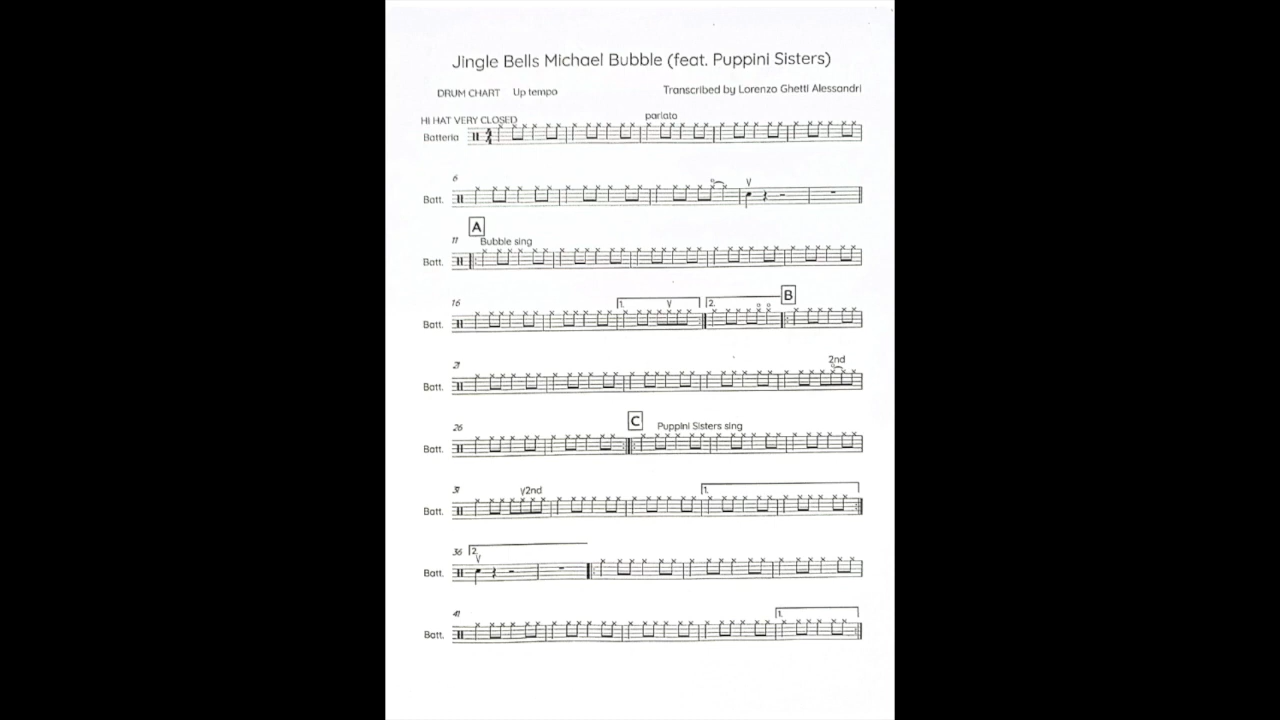 Jingle Bells Michael Bubble (feat. Puppini Sisters)
DRUM CHART Up tempo
Transcribed by Lorenzo Ghetti Alessandri
HI HAT VERY CLOSED
parlato
Batteria
4
4
6
Batt.
A
11 Bubble sing
Batt.
16 1. 2. B
Batt.
21 2nd
Batt.
26 C Puppini Sisters sing
Batt.
31 2nd 1.
Batt.
36 2.
Batt.
41 1.
Batt.